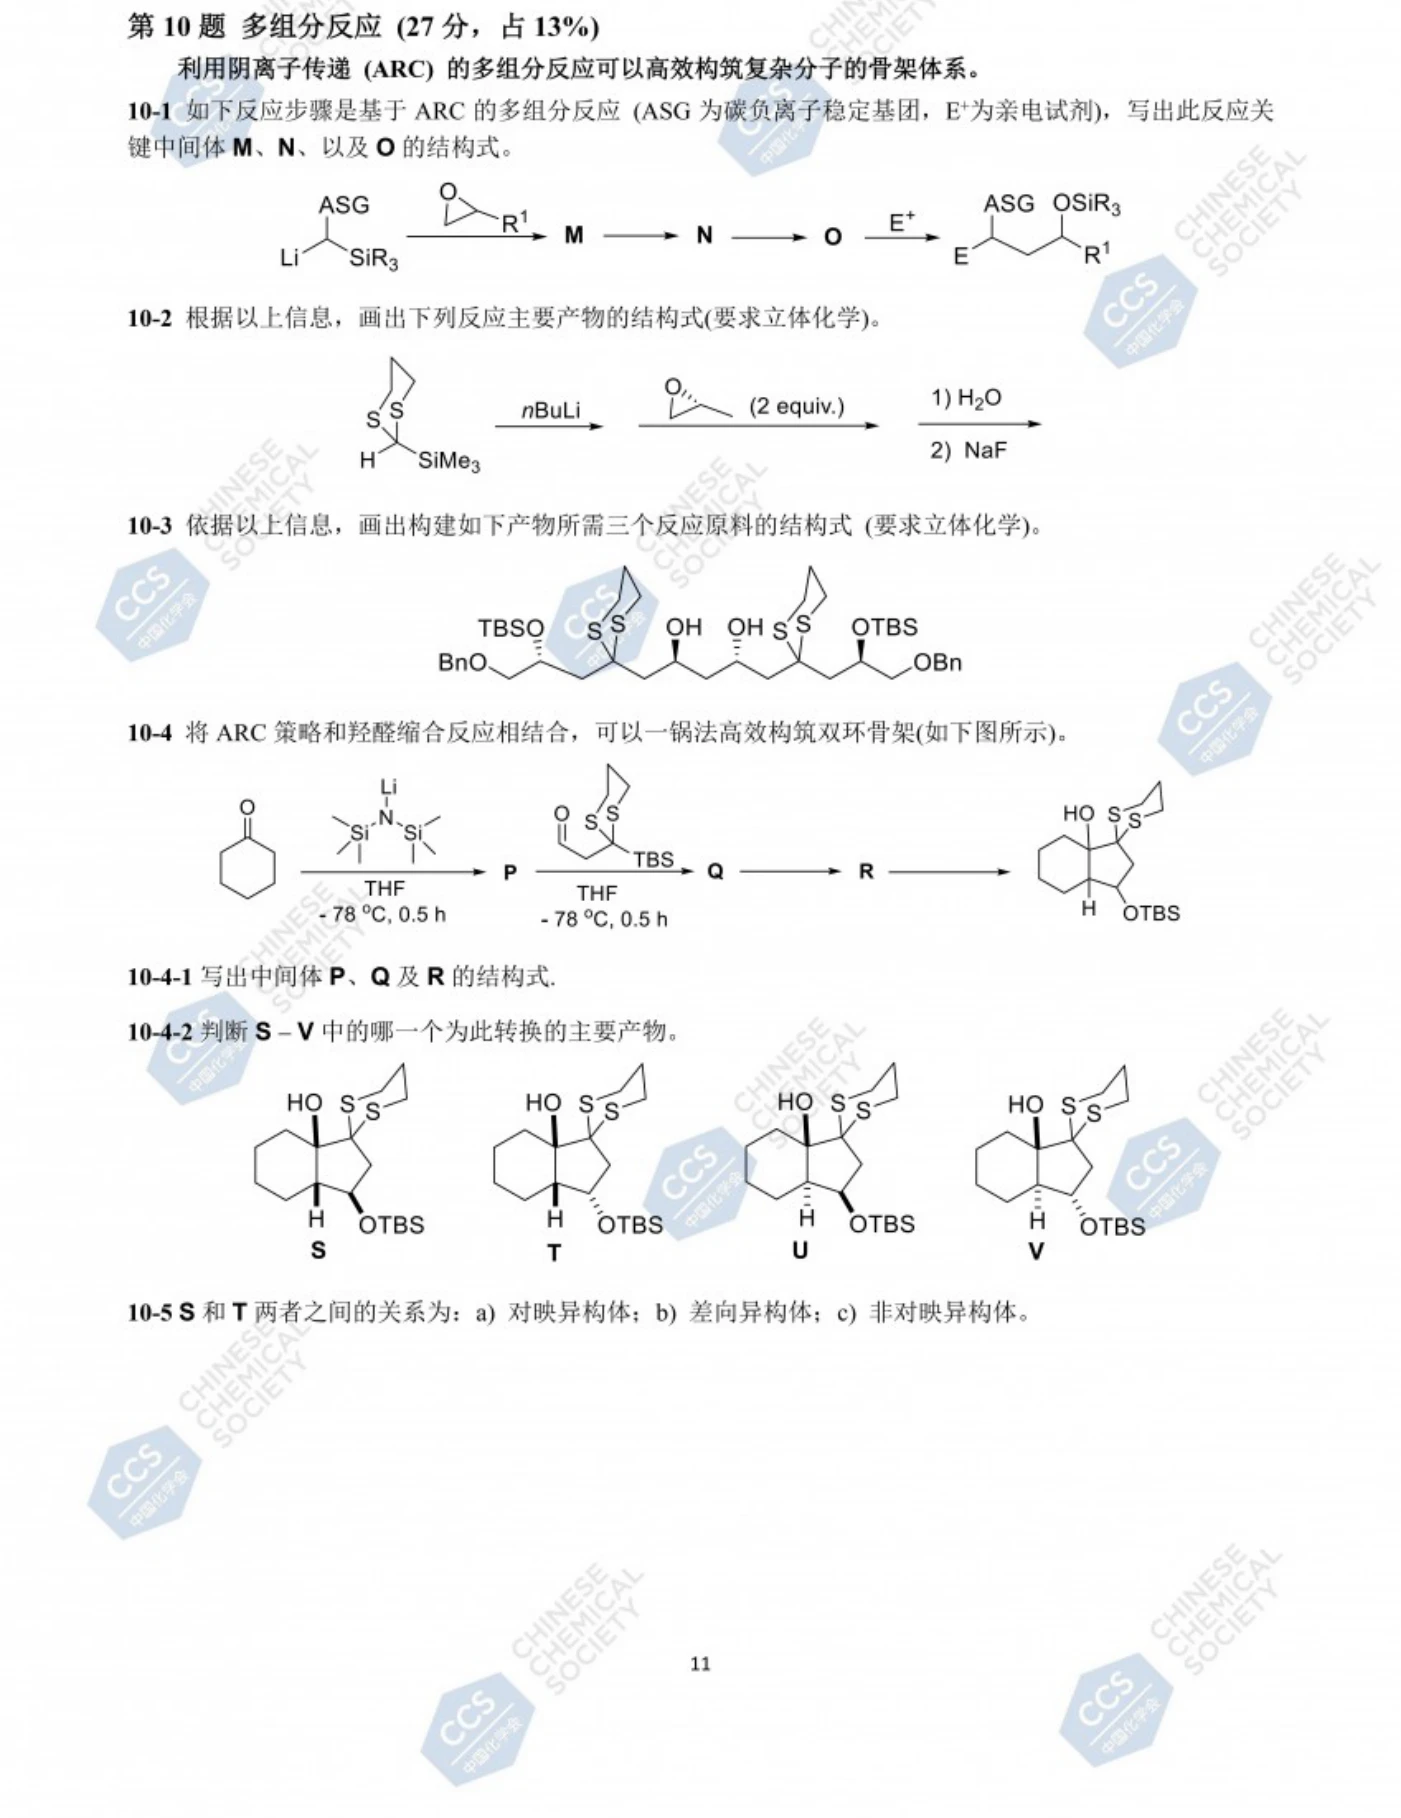 第 10 题 多组分反应 (27 分，占 13%)
利用阴离子传递 (ARC) 的多组分反应可以高效构筑复杂分子的骨架体系。
10-1 如下反应步骤是基于 ARC 的多组分反应 (ASG 为碳负离子稳定基团，E⁺为亲电试剂)，写出此反应关
键中间体 M、N、以及 O 的结构式。
ASG
Li
SiR₃
O
R¹
M
N
O
E⁺
ASG OSiR₃
E
R¹
10-2 根据以上信息，画出下列反应主要产物的结构式(要求立体化学)。
S S
H
SiMe₃
nBuLi
O
(2 equiv.)
1) H₂O
2) NaF
10-3 依据以上信息，画出构建如下产物所需三个反应原料的结构式 (要求立体化学)。
TBSO S S OH OH S S OTBS
BnO
OBn
10-4 将 ARC 策略和羟醛缩合反应相结合，可以一锅法高效构筑双环骨架(如下图所示)。
O
Li
N
Si Si
THF
- 78 ⁰C, 0.5 h
P
O
S S
TBS
THF
- 78 ⁰C, 0.5 h
Q
R
HO S S
H
OTBS
10-4-1 写出中间体 P、Q 及 R 的结构式.
10-4-2 判断 S – V 中的哪一个为此转换的主要产物。
HO S S
H
OTBS
S
HO S S
H
OTBS
T
HO S S
H
OTBS
U
HO S S
H
OTBS
V
10-5 S 和 T 两者之间的关系为：a) 对映异构体；b) 差向异构体；c) 非对映异构体。
11
CCS
中国化学会
CHINESE
CHEMICAL
SOCIETY